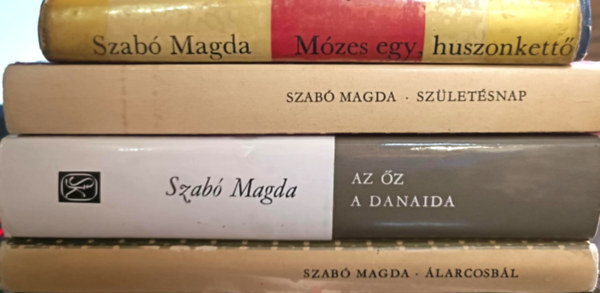 Szabó Magda Mózes egy, huszonkettő
SZABÓ MAGDA · SZÜLETÉSNAP
Szabó Magda
AZ ŐZ
A DANAIDA
SZABÓ MAGDA · ÁLARCOSBÁL